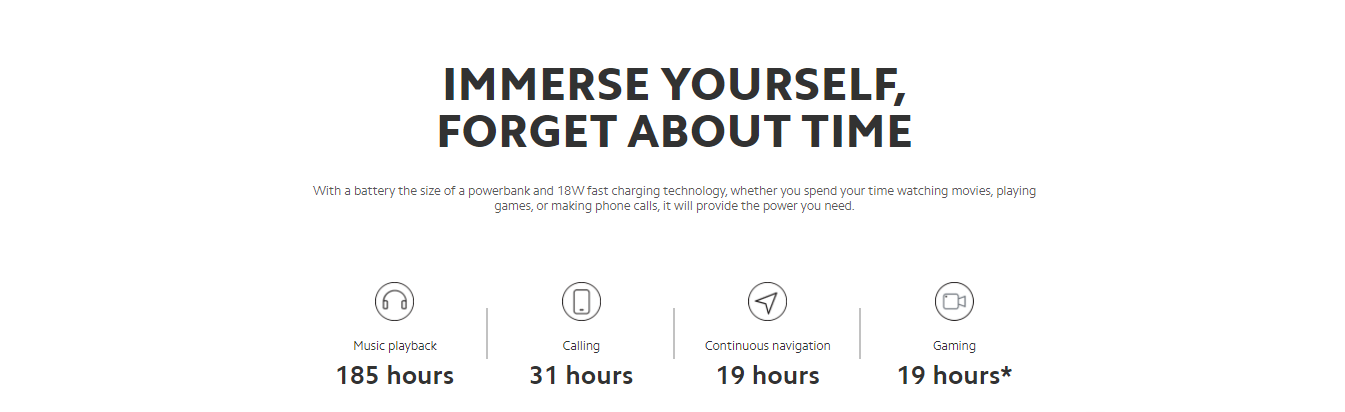 IMMERSE YOURSELF,
FORGET ABOUT TIME
With a battery the size of a powerbank and 18W fast charging technology, whether you spend your time watching movies, playing
games, or making phone calls, it will provide the power you need.
Music playback
185 hours
Calling
31 hours
Continuous navigation
19 hours
Gaming
19 hours*